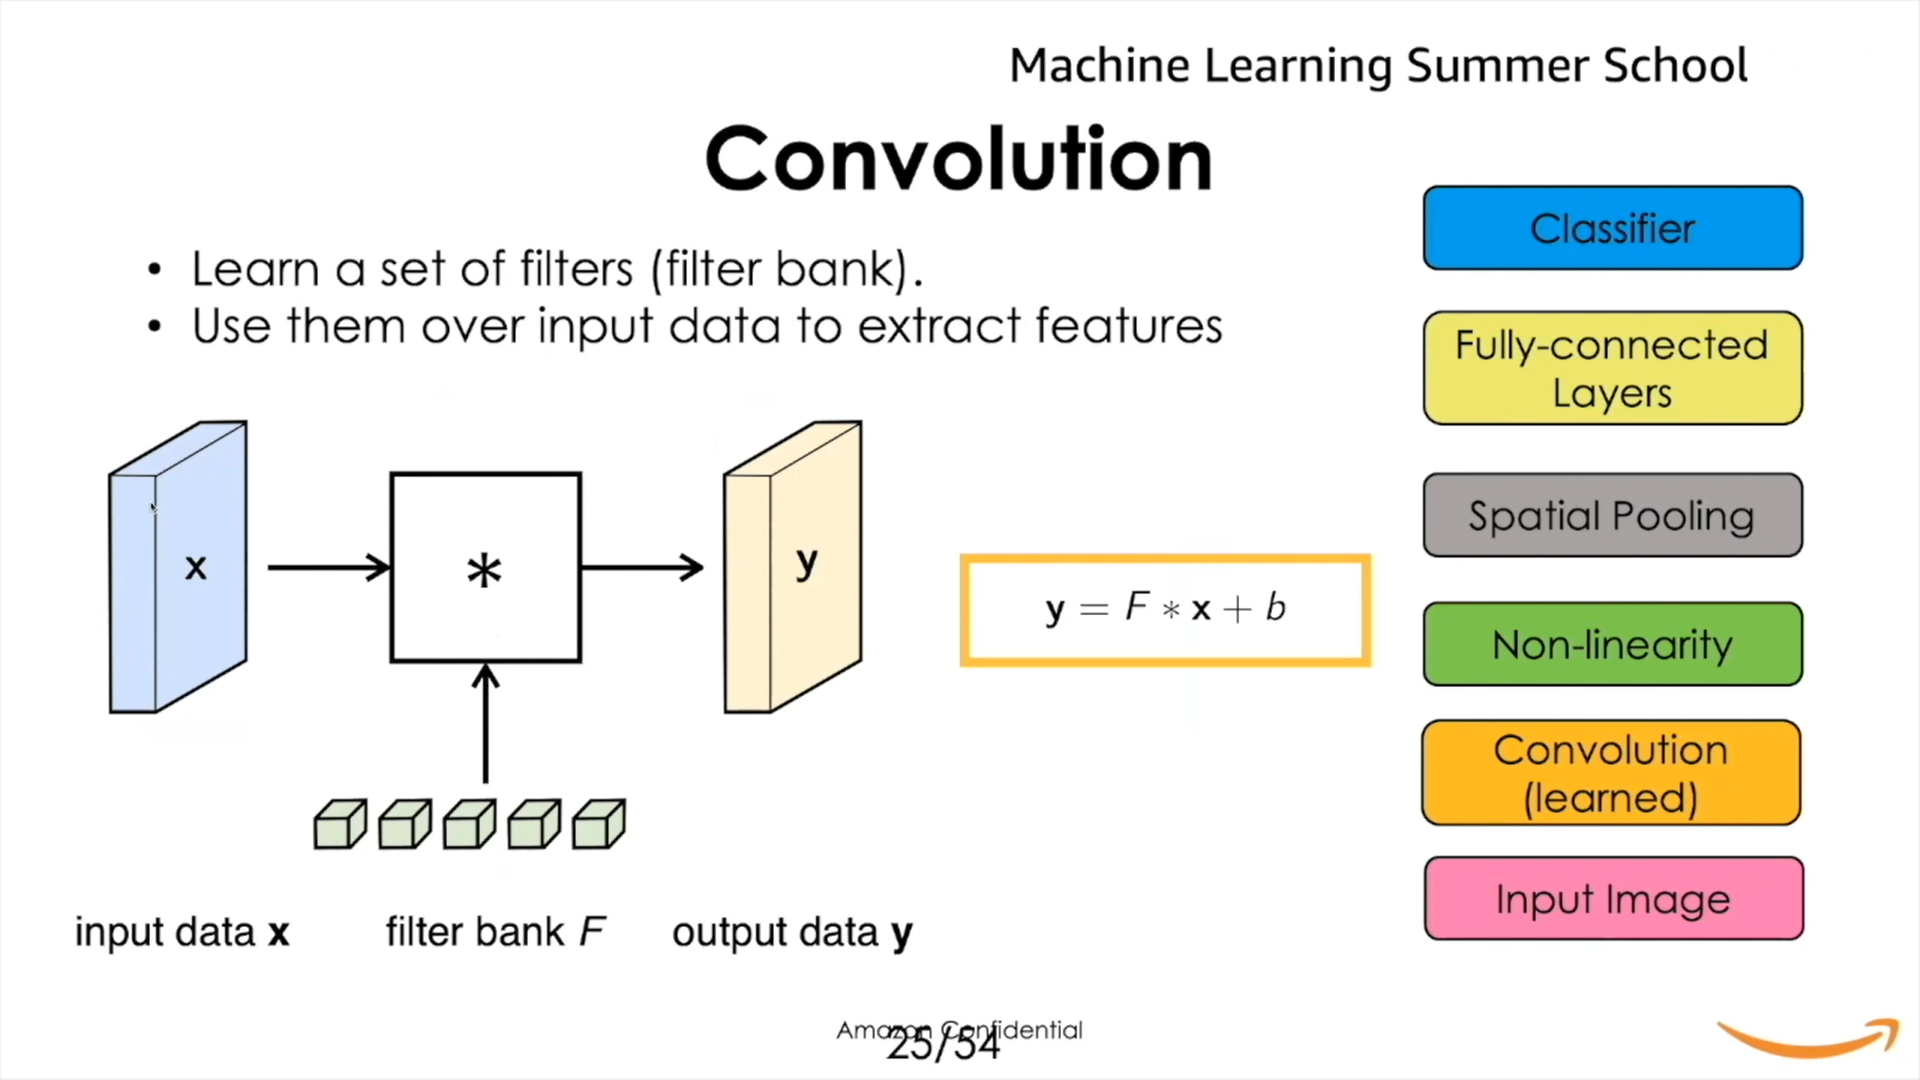 Machine Learning Summer School
Convolution
• Learn a set of filters (filter bank).
• Use them over input data to extract features
x
*
y
y = F * x + b
input data x
filter bank F
output data y
Classifier
Fully-connected
Layers
Spatial Pooling
Non-linearity
Convolution
(learned)
Input Image
Amazon Confidential
25/54